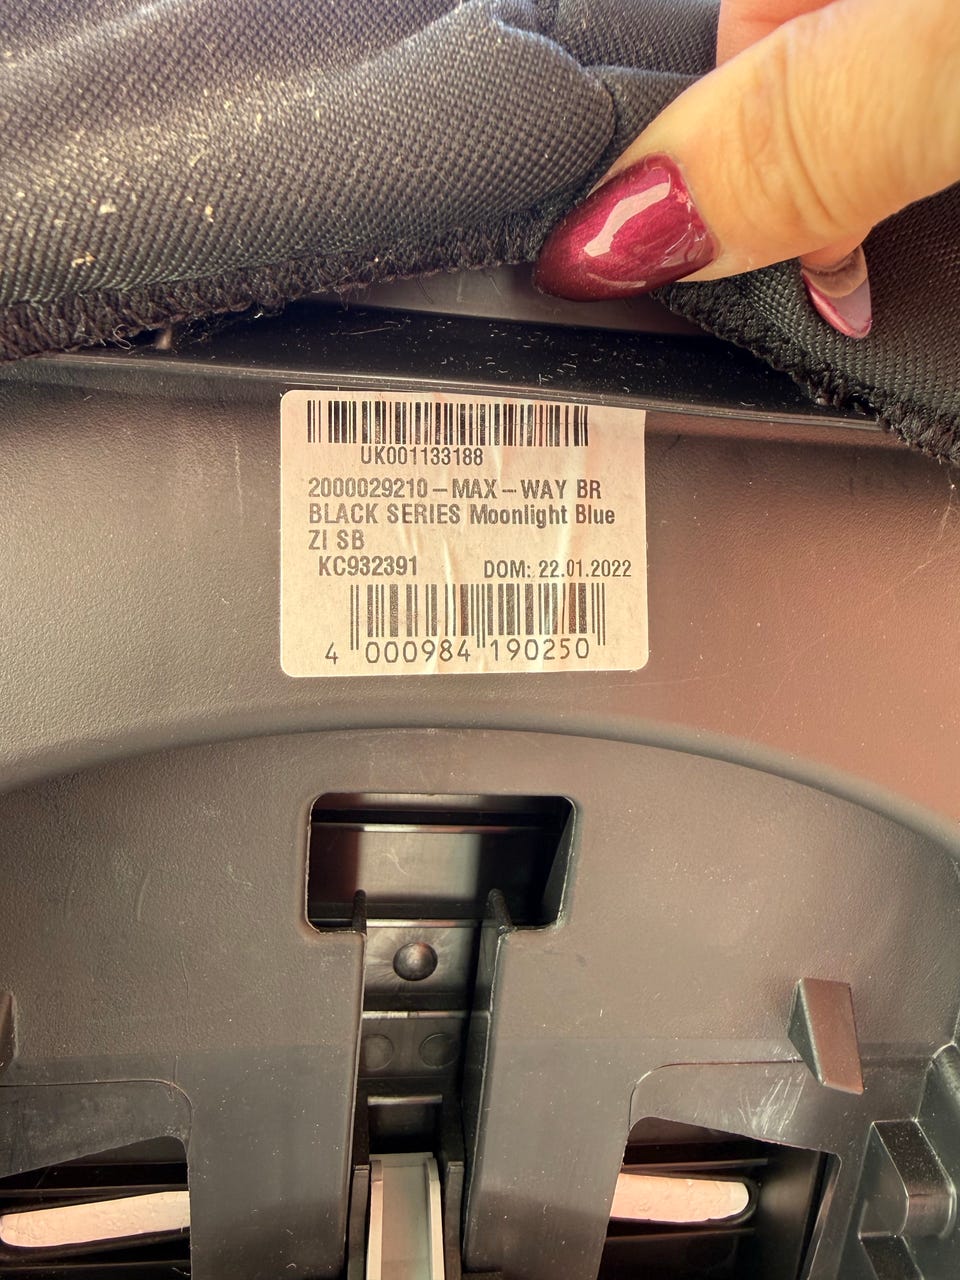 UK001133188
2000029210-MAX-WAY BR
BLACK SERIES Moonlight Blue
ZI SB
KC932391 DOM: 22.01.2022
4 000984 190250